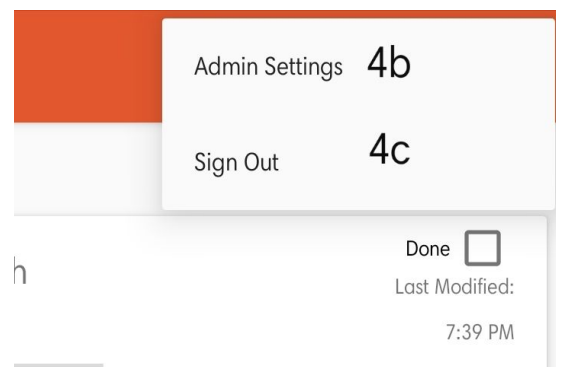 Admin Settings 4b
Sign Out 4c
Done
h
Last Modified:
7:39 PM